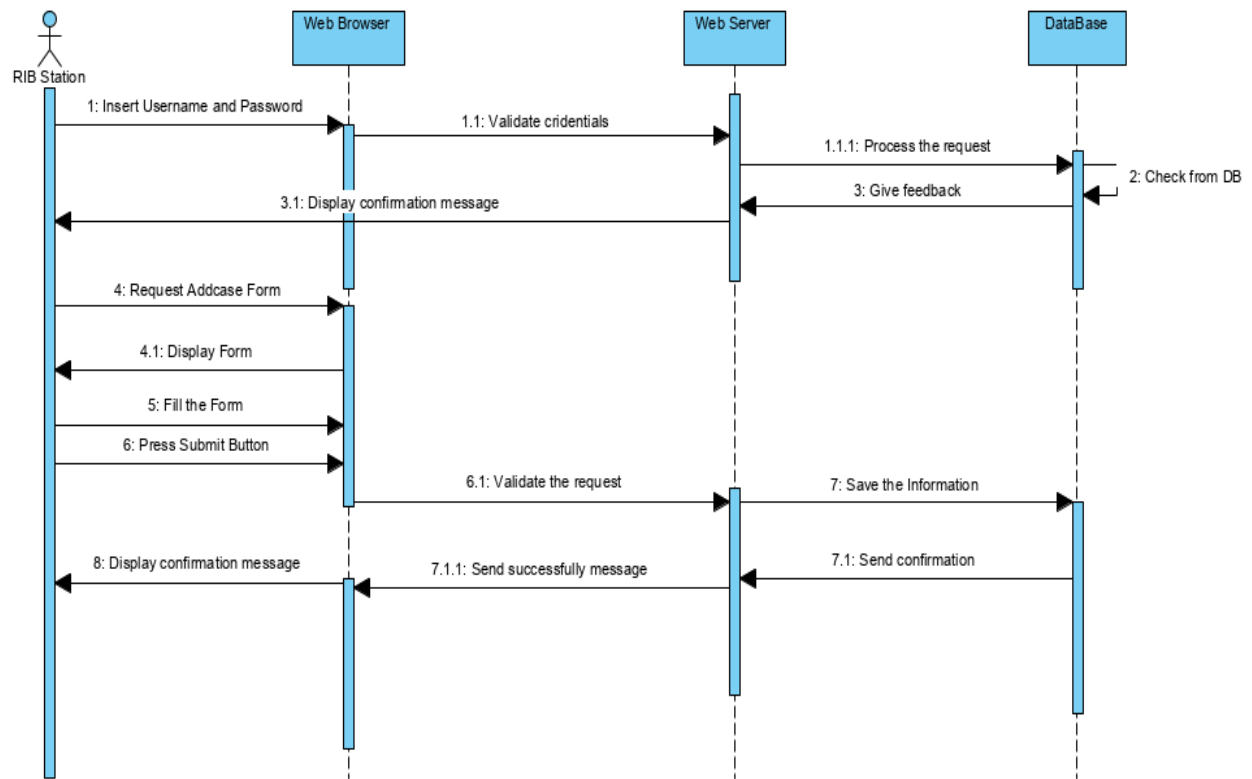 Web Browser
Web Server
DataBase
RIB Station
1: Insert Username and Password
1.1: Validate cridentials
1.1.1: Process the request
2: Check from DB
3: Give feedback
3.1: Display confirmation message
4: Request Addcase Form
4.1: Display Form
5: Fill the Form
6: Press Submit Button
6.1: Validate the request
7: Save the Information
7.1: Send confirmation
7.1.1: Send successfully message
8: Display confirmation message